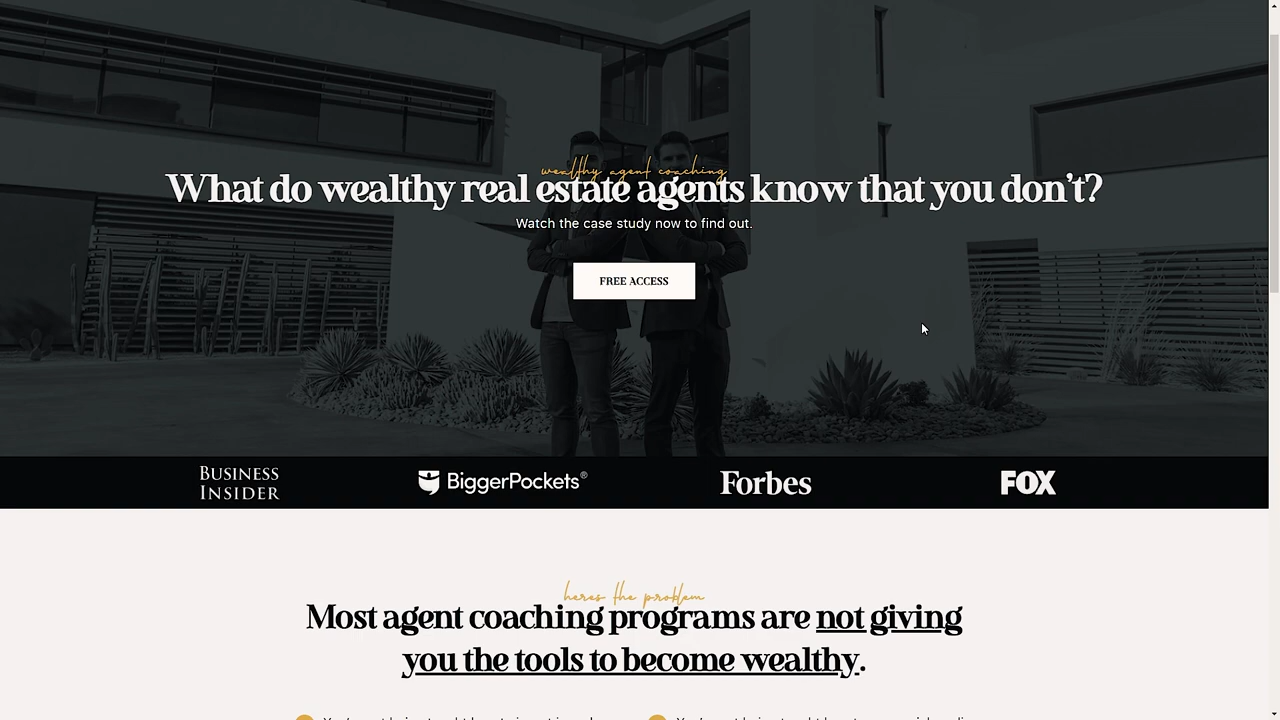 wealthy agent coaching
What do wealthy real estate agents know that you don't?
Watch the case study now to find out.
FREE ACCESS
BUSINESS
INSIDER
BiggerPockets®
Forbes
FOX
heres the problem
Most agent coaching programs are not giving
you the tools to become wealthy.